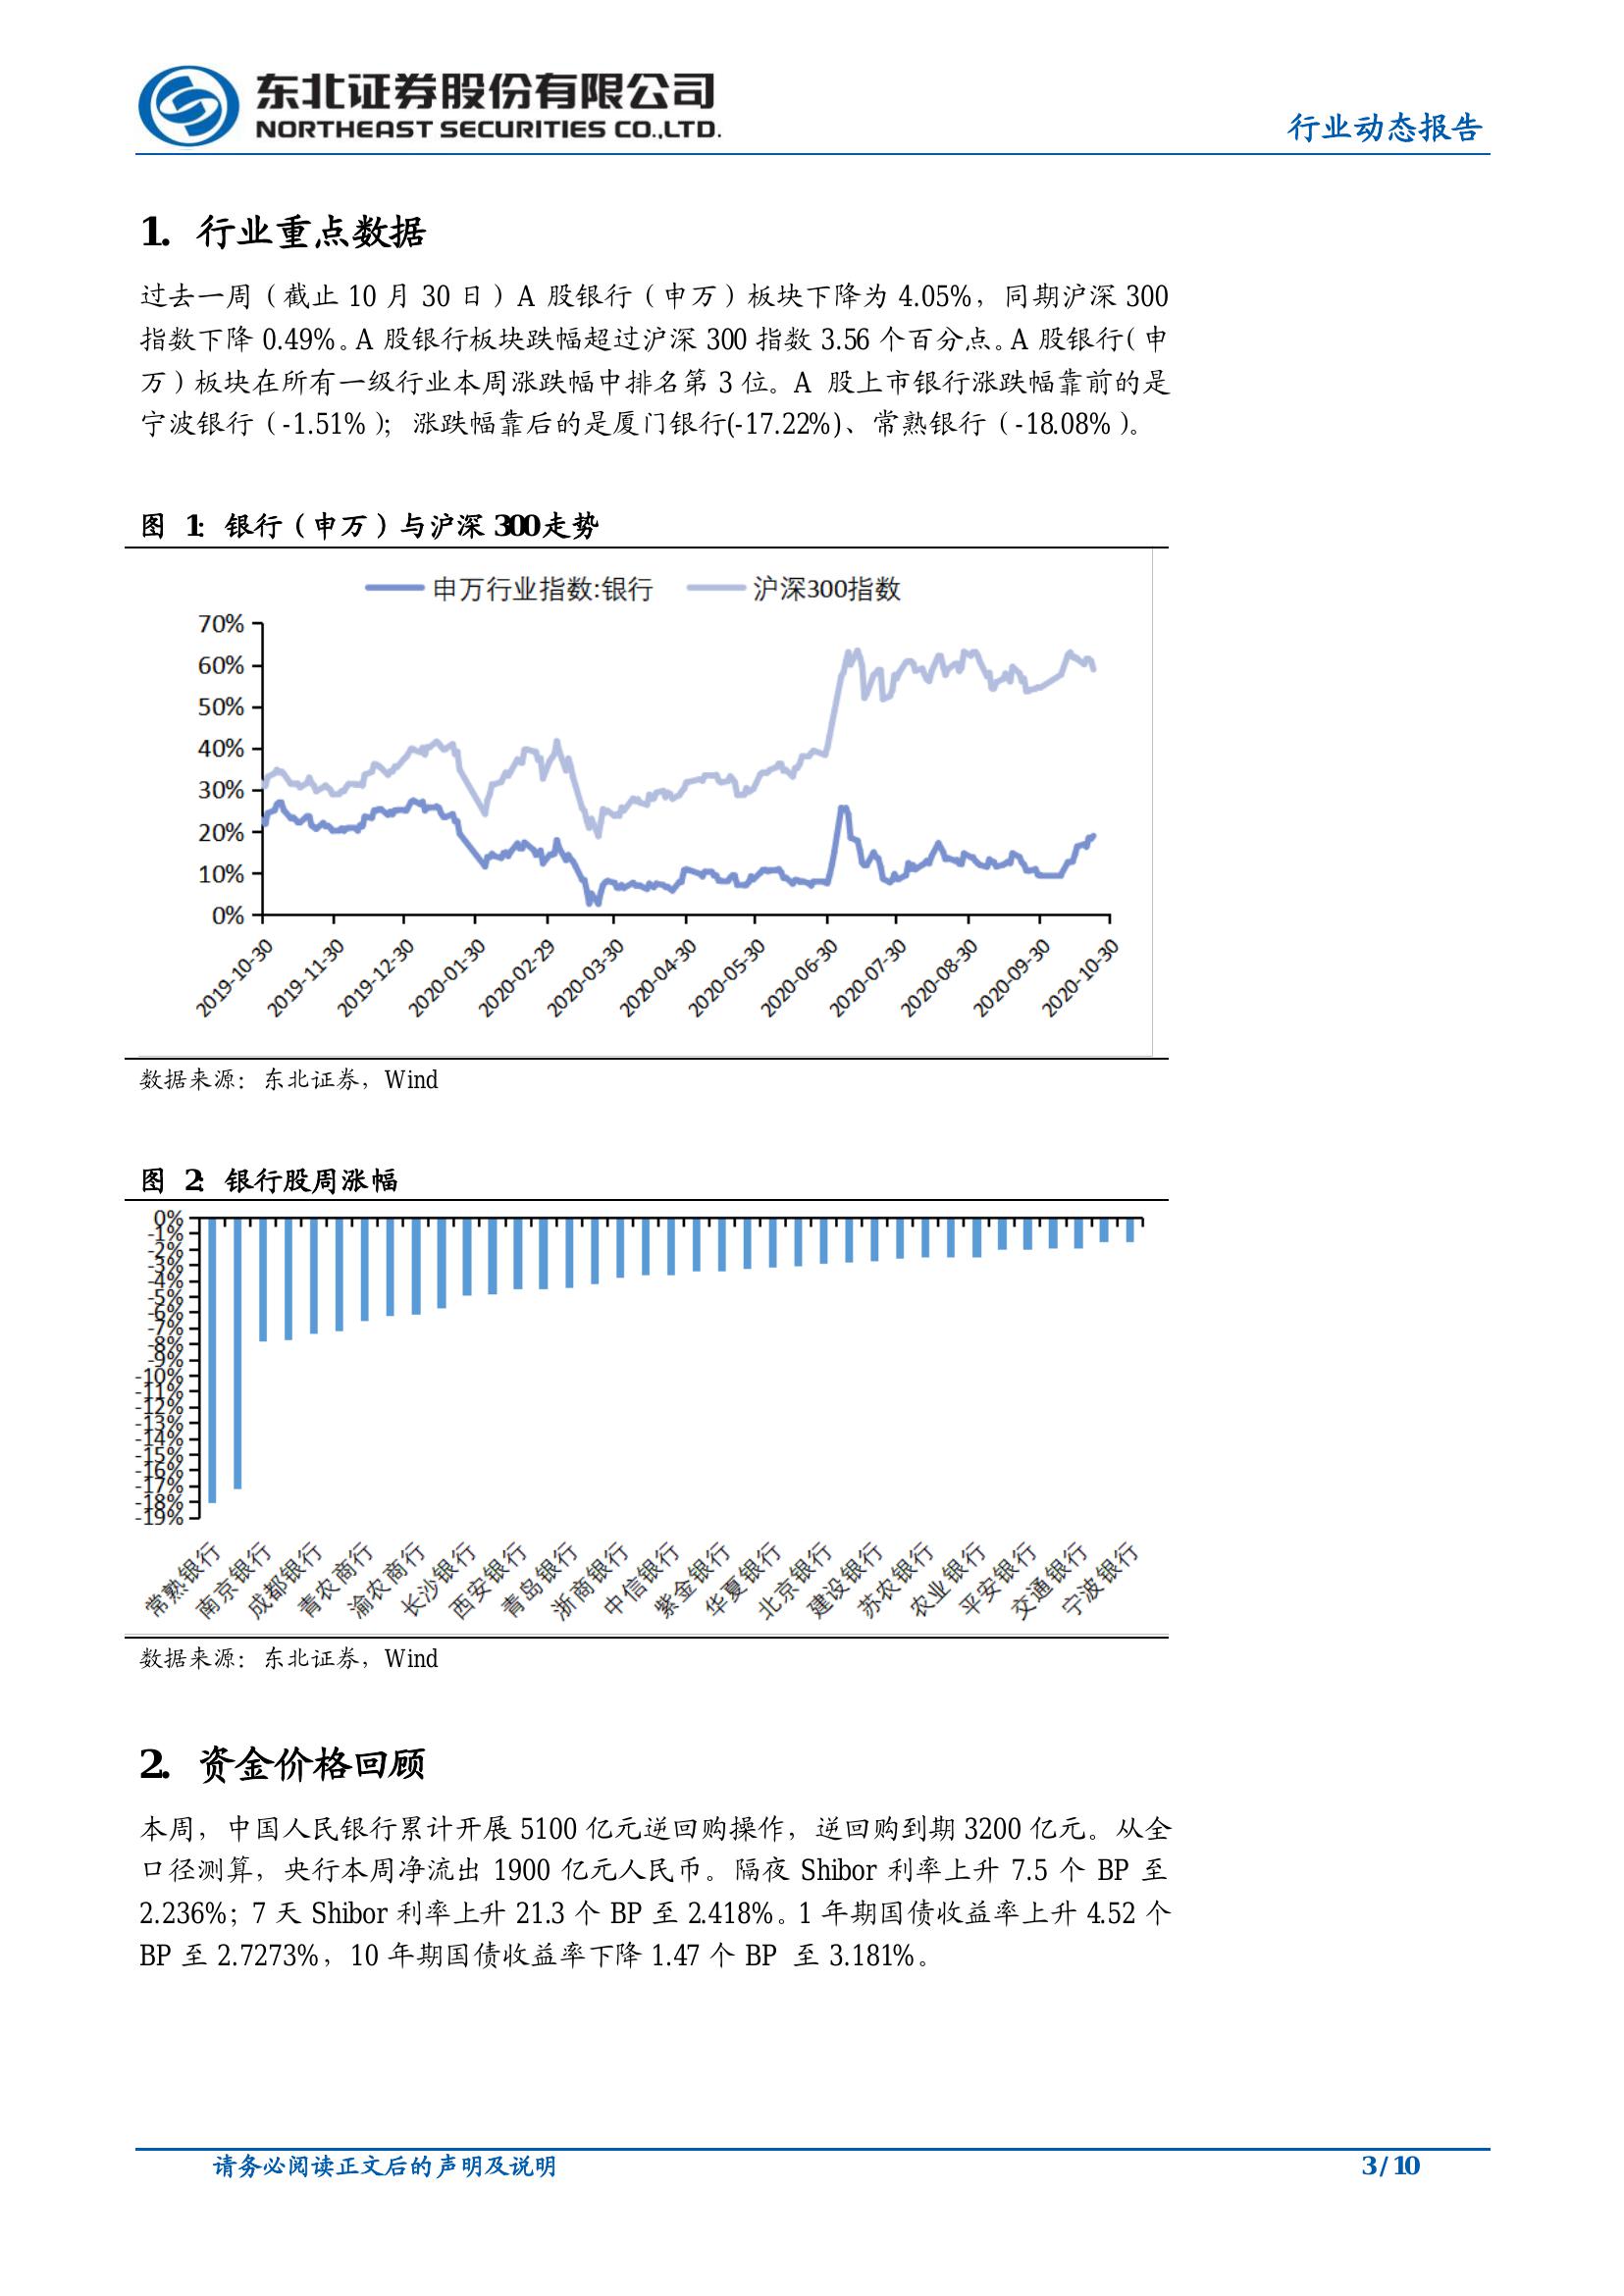 东北证券股份有限公司
NORTHEAST SECURITIES CO.,LTD.
行业动态报告
1. 行业重点数据
过去一周（截止 10 月 30 日）A 股银行（申万）板块下降为 4.05%，同期沪深 300
指数下降 0.49%。A 股银行板块跌幅超过沪深 300 指数 3.56 个百分点。A 股银行（申
万）板块在所有一级行业本周涨跌幅中排名第 3 位。A 股上市银行涨跌幅靠前的是
宁波银行（-1.51%）；涨跌幅靠后的是厦门银行(-17.22%)、常熟银行（-18.08%）。
图 1：银行（申万）与沪深 300 走势
申万行业指数:银行 沪深300指数
70%
60%
50%
40%
30%
20%
10%
0%
2019-10-30 2019-11-30 2019-12-30 2020-01-30 2020-02-29 2020-03-30 2020-04-30 2020-05-30 2020-06-30 2020-07-30 2020-08-30 2020-09-30 2020-10-30
数据来源：东北证券，Wind
图 2：银行股周涨幅
0%
-1%
-2%
-3%
-4%
-5%
-6%
-7%
-8%
-9%
-10%
-11%
-12%
-13%
-14%
-15%
-16%
-17%
-18%
-19%
常熟银行 南京银行 成都银行 青农商行 渝农商行 长沙银行 西安银行 青岛银行 浙商银行 中信银行 紫金银行 华夏银行 北京银行 建设银行 苏农银行 农业银行 平安银行 交通银行 宁波银行
数据来源：东北证券，Wind
2. 资金价格回顾
本周，中国人民银行累计开展 5100 亿元逆回购操作，逆回购到期 3200 亿元。从全
口径测算，央行本周净流出 1900 亿元人民币。隔夜 Shibor 利率上升 7.5 个 BP 至
2.236%；7 天 Shibor 利率上升 21.3 个 BP 至 2.418%。1 年期国债收益率上升 4.52 个
BP 至 2.7273%，10 年期国债收益率下降 1.47 个 BP 至 3.181%。
请务必阅读正文后的声明及说明
3 / 10